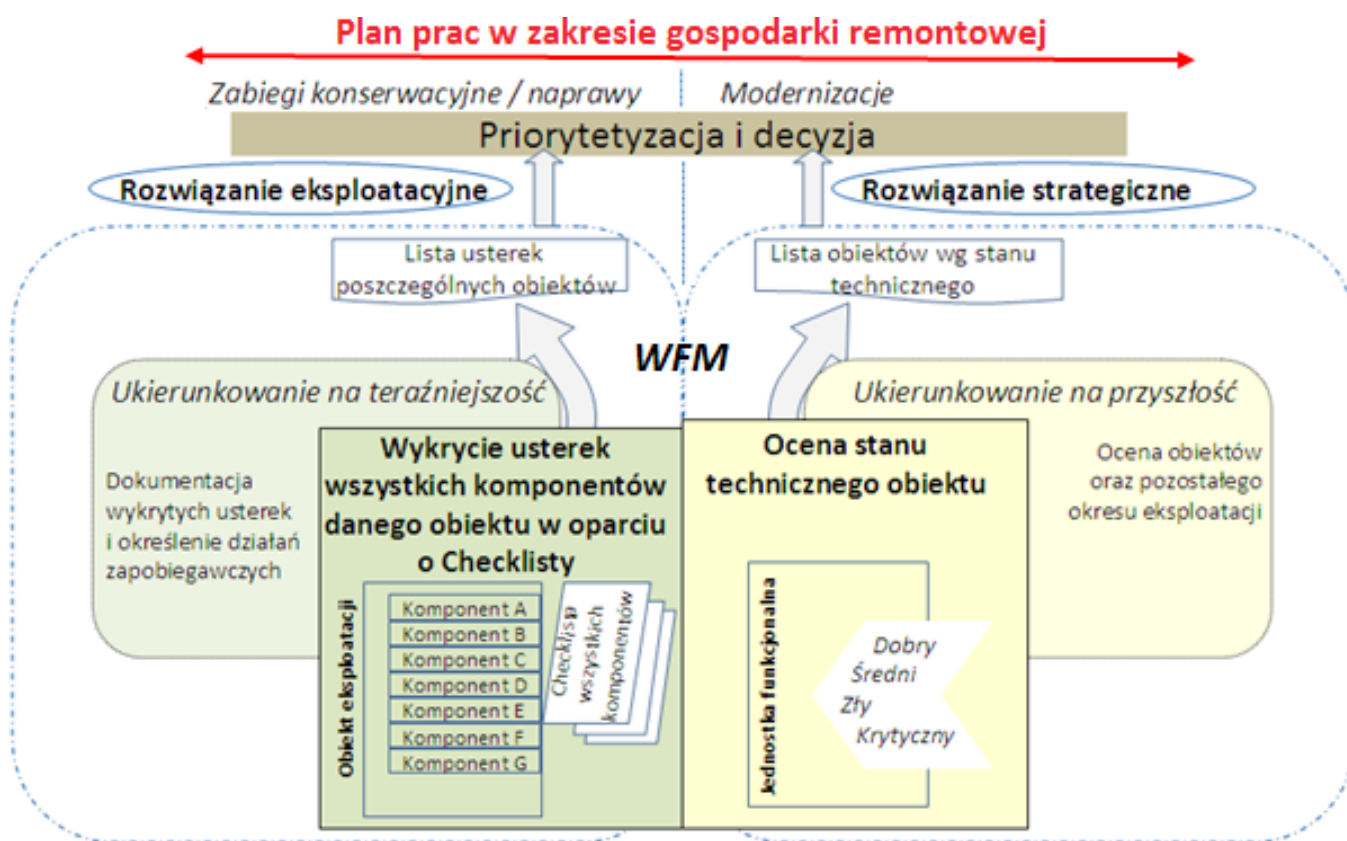 Plan prac w zakresie gospodarki remontowej
Zabiegi konserwacyjne / naprawy
Modernizacje
Priorytetyzacja i decyzja
Rozwiązanie eksploatacyjne
Rozwiązanie strategiczne
Lista usterek
poszczególnych obiektów
Lista obiektów wg stanu
technicznego
WFM
Ukierunkowanie na teraźniejszość
Dokumentacja
wykrytych usterek
i określenie działań
zapobiegawczych
Wykrycie usterek
wszystkich komponentów
danego obiektu w oparciu
o Checklisty
Obiekt eksploatacji
Komponent A
Komponent B
Komponent C
Komponent D
Komponent E
Komponent F
Komponent G
wszystkich
komponentów
Ukierunkowanie na przyszłość
Ocena obiektów
oraz pozostałego
okresu eksploatacji
Ocena stanu
technicznego obiektu
Jednostka funkcjonalna
Dobry
Średni
Zły
Krytyczny